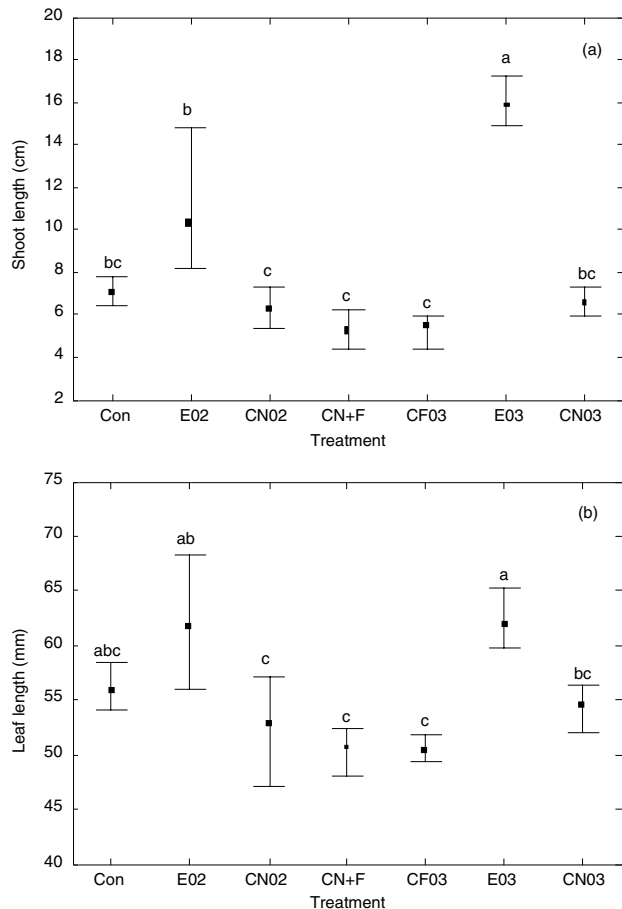 20
(a)
18
a
16
b
14
Shoot length (cm)
12
10
bc
c
c
c
bc
8
6
4
2
Con E02 CN02 CN+F CF03 E03 CN03
Treatment
75
(b)
70
ab
a
65
Leaf length (mm)
abc
60
c
bc
55
c
c
50
45
40
Con E02 CN02 CN+F CF03 E03 CN03
Treatment